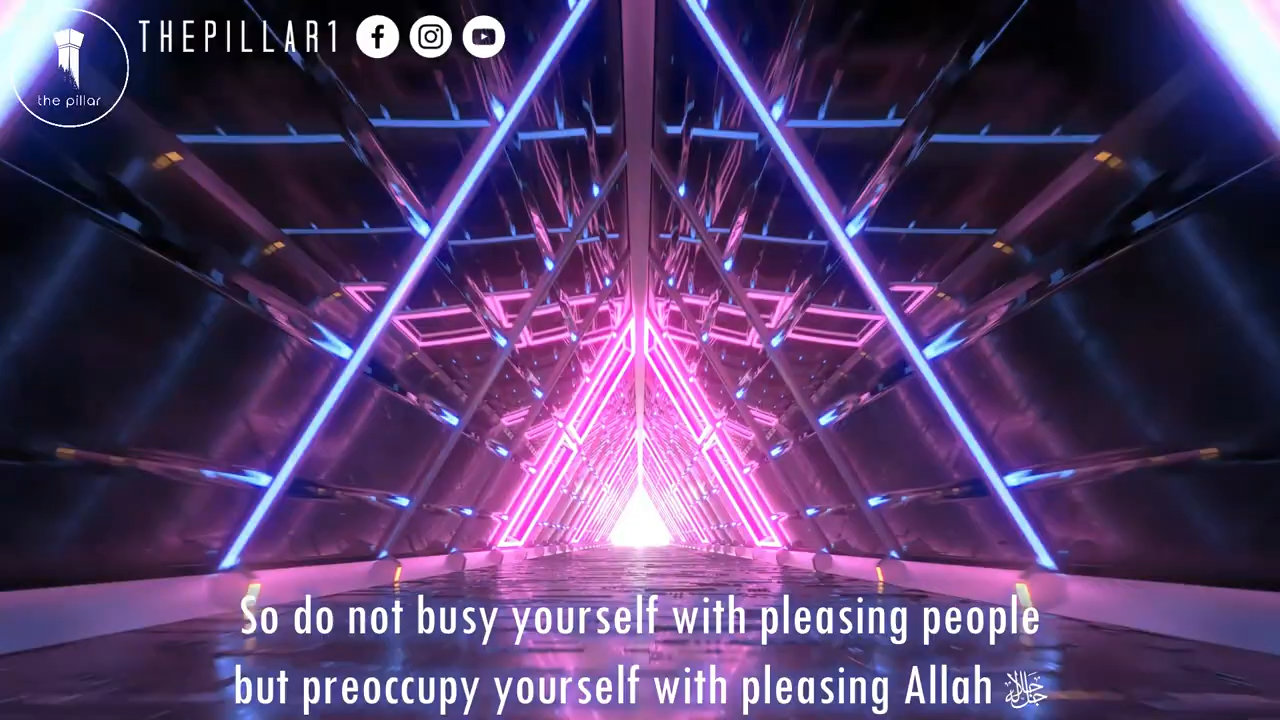 THEPILLAR1
the pillar
So do not busy yourself with pleasing people
but preoccupy yourself with pleasing Allah ﷻ